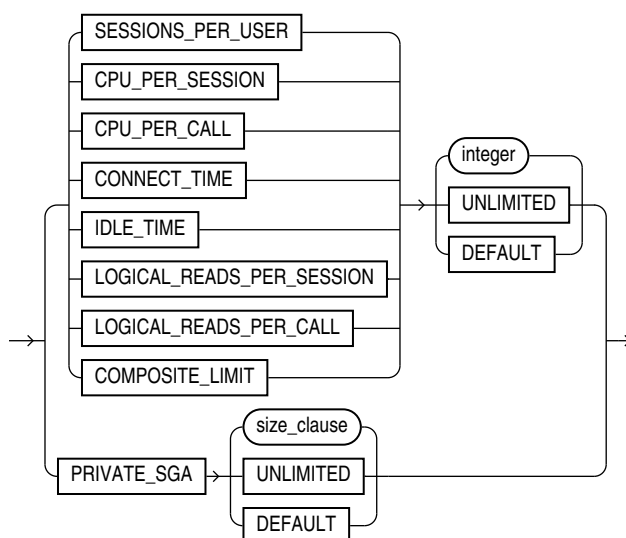 SESSIONS_PER_USER
CPU_PER_SESSION
CPU_PER_CALL
CONNECT_TIME
IDLE_TIME
LOGICAL_READS_PER_SESSION
LOGICAL_READS_PER_CALL
COMPOSITE_LIMIT
integer
UNLIMITED
DEFAULT
PRIVATE_SGA
size_clause
UNLIMITED
DEFAULT